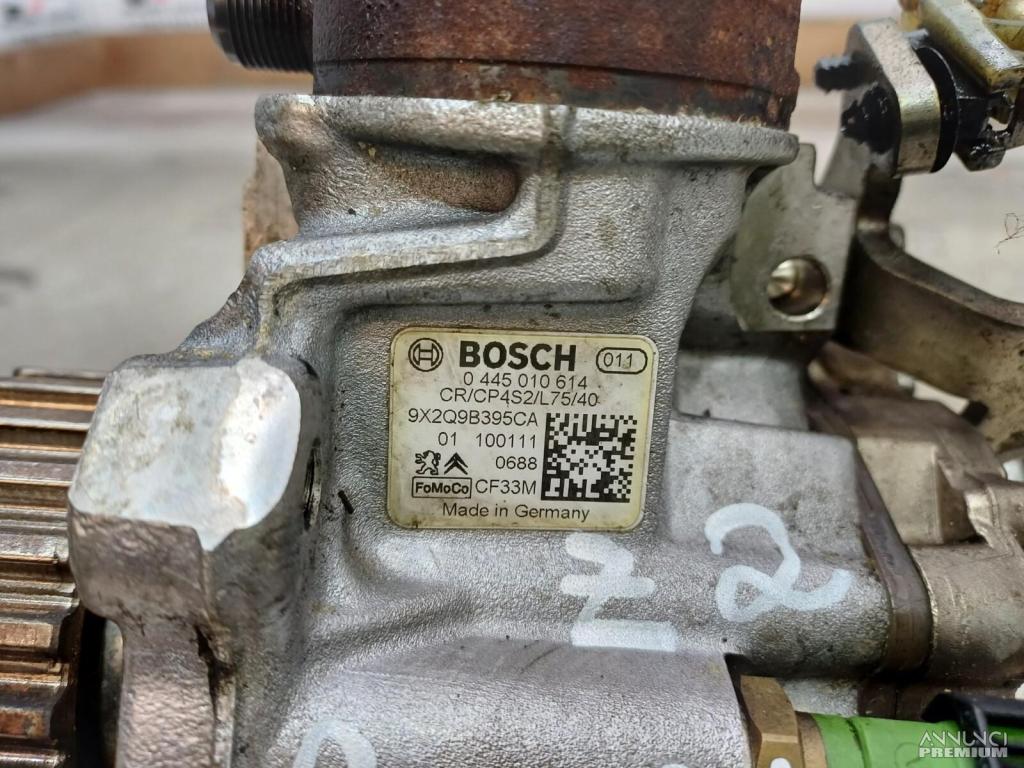 BOSCH 011
0 445 010 614
CR/CP4S2/L75/40
9X2Q9B395CA
01 100111
0688
FoMoCo CF33M
Made in Germany
Z 2
ANNUNCI
PREMIUM